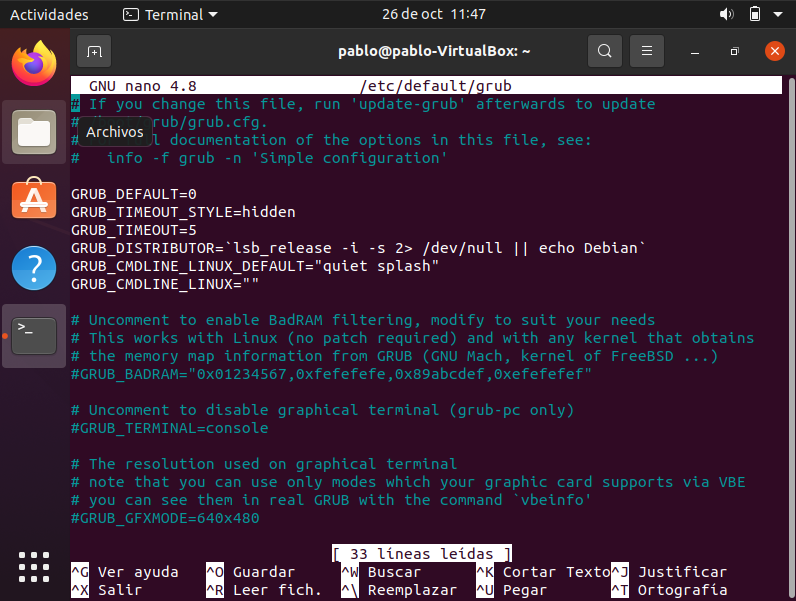 Actividades Terminal 26 de oct 11:47
pablo@pablo-VirtualBox: ~
GNU nano 4.8 /etc/default/grub
# If you change this file, run 'update-grub' afterwards to update
# grub/grub.cfg.
Archivos
# documentation of the options in this file, see:
#   info -f grub -n 'Simple configuration'
GRUB_DEFAULT=0
GRUB_TIMEOUT_STYLE=hidden
GRUB_TIMEOUT=5
GRUB_DISTRIBUTOR=`lsb_release -i -s 2> /dev/null || echo Debian`
GRUB_CMDLINE_LINUX_DEFAULT="quiet splash"
GRUB_CMDLINE_LINUX=""
# Uncomment to enable BadRAM filtering, modify to suit your needs
# This works with Linux (no patch required) and with any kernel that obtains
# the memory map information from GRUB (GNU Mach, kernel of FreeBSD ...)
#GRUB_BADRAM="0x01234567,0xfefefefe,0x89abcdef,0xefefefef"
# Uncomment to disable graphical terminal (grub-pc only)
#GRUB_TERMINAL=console
# The resolution used on graphical terminal
# note that you can use only modes which your graphic card supports via VBE
# you can see them in real GRUB with the command `vbeinfo'
#GRUB_GFXMODE=640x480
[ 33 líneas leídas ]
^G Ver ayuda ^O Guardar ^W Buscar ^K Cortar Texto ^J Justificar
^X Salir ^R Leer fich. ^\ Reemplazar ^U Pegar ^T Ortografía